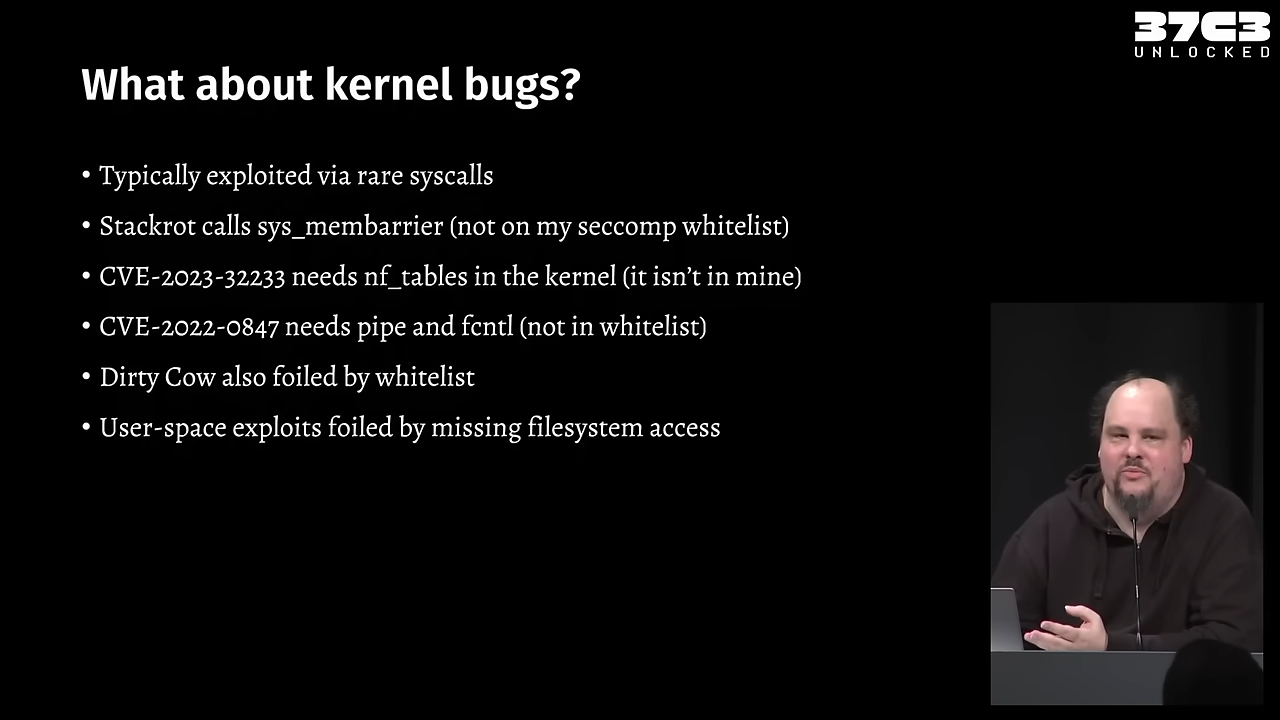 37C3
UNLOCKED
What about kernel bugs?
• Typically exploited via rare syscalls
• Stackrot calls sys_membarrier (not on my seccomp whitelist)
• CVE-2023-32233 needs nf_tables in the kernel (it isn’t in mine)
• CVE-2022-0847 needs pipe and fcntl (not in whitelist)
• Dirty Cow also foiled by whitelist
• User-space exploits foiled by missing filesystem access